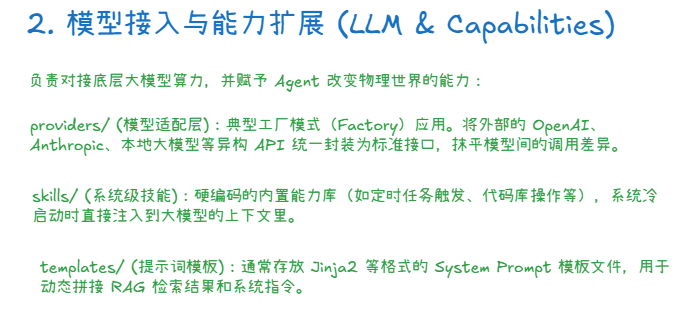 2. 模型接入与能力扩展 (LLM & Capabilities)
负责对接底层大模型算力，并赋予 Agent 改变物理世界的能力：
providers/ (模型适配层)：典型工厂模式（Factory）应用。将外部的 OpenAI、
Anthropic、本地大模型等异构 API 统一封装为标准接口，抹平模型间的调用差异。
skills/ (系统级技能)：硬编码的内置能力库（如定时任务触发、代码库操作等），系统冷
启动时直接注入到大模型的上下文里。
templates/ (提示词模板)：通常存放 Jinja2 等格式的 System Prompt 模板文件，用于
动态拼接 RAG 检索结果和系统指令。